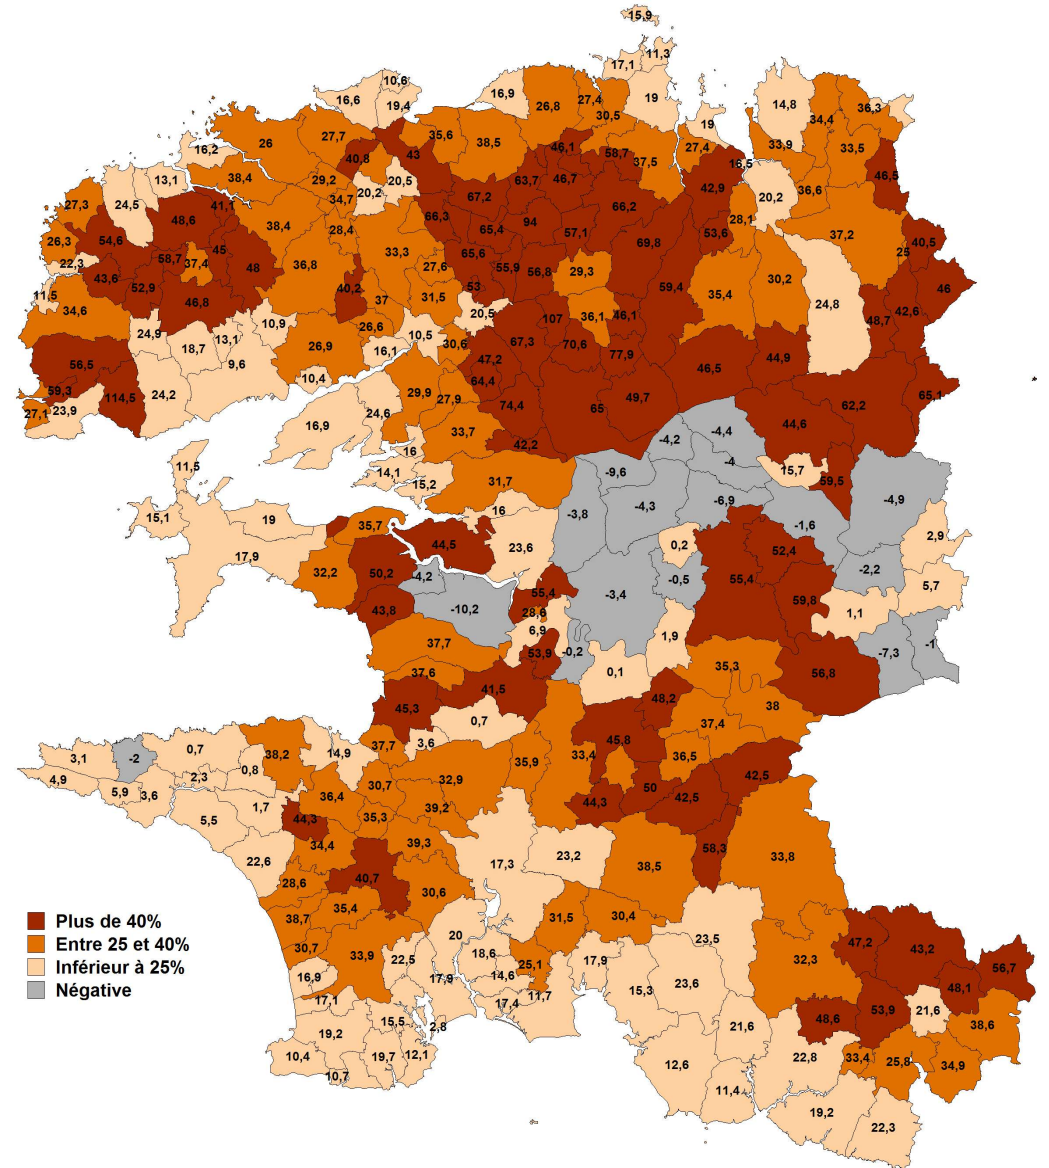 15,9
17,1 11,3
10,6
16,6 19,4 16,9 26,8 27,4 30,5 19 14,8 34,4 36,3
26 27,7 40,8 43 35,6 38,5 46,1 58,7 37,5 27,4 19 16,5 33,9 33,5
16,2 38,4 29,2 34,7 20,2 20,5 67,2 63,7 46,7 66,2 42,9 20,2 36,6 46,5
13,1 24,5 27,3 48,6 41,1 38,4 28,4 66,3 65,4 94 57,1 53,6 28,1 37,2
26,3 54,6 58,7 37,4 45 33,3 65,6 69,8 25 40,5
22,3 43,6 52,9 48 36,8 27,6 55,9 56,8 29,3 30,2 46
11,5 34,6 46,8 40,2 37 31,5 53 59,4 35,4 24,8 42,6
24,9 18,7 13,1 10,9 26,6 10,5 20,5 107 36,1 46,1 48,7
56,5 9,6 26,9 16,1 30,6 47,2 67,3 70,6 77,9 46,5 44,9
59,3 114,5 24,2 10,4 29,9 27,9 64,4 74,4 65 49,7 62,2 65,1
27,1 23,9 16,9 24,6 33,7 42,2 -4,2 -4,4 44,6
11,5 16 14,1 15,2 31,7 -9,6 -4 15,7 59,5
15,1 19 35,7 16 -3,8 -4,3 -6,9 -1,6 -4,9
17,9 32,2 50,2 44,5 23,6 0,2 52,4 2,9
-4,2 55,4 -0,5 55,4 -2,2 5,7
43,8 -10,2 28,6 -3,4 59,8 1,1
37,7 6,9 1,9 -7,3 -1
37,6 53,9 -0,2 0,1 35,3 56,8
45,3 41,5 48,2 38
3,1 -2 0,7 38,2 14,9 37,7 3,6 0,7 45,8 37,4
4,9 2,3 0,8 30,7 32,9 35,9 33,4 36,5
5,9 3,6 36,4 50 42,5 42,5
5,5 1,7 44,3 35,3 39,2 44,3
22,6 34,4 39,3 17,3 23,2 38,5 58,3 33,8
28,6 40,7 30,6
38,7 35,4 31,5 30,4
Plus de 40%
Entre 25 et 40%
Inférieur à 25%
Négative
30,7 33,9 22,5 20 18,6 25,1 17,9 23,5 32,3 47,2 43,2 56,7
16,9 17,9 14,6 15,3 23,6 48,1
17,1 15,5 2,8 17,4 11,7 21,6 48,6 53,9 21,6 38,6
19,2 19,7 12,1 12,6 22,8 33,4 25,8 34,9
10,4 10,7 11,4 19,2 22,3